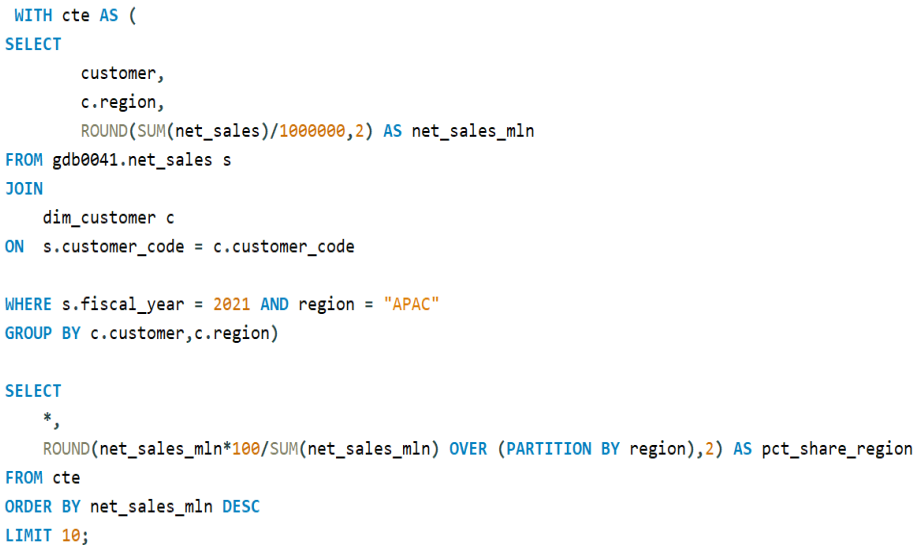 WITH cte AS (
SELECT
customer,
c.region,
ROUND(SUM(net_sales)/1000000,2) AS net_sales_mln
FROM gdb0041.net_sales s
JOIN
dim_customer c
ON s.customer_code = c.customer_code
WHERE s.fiscal_year = 2021 AND region = "APAC"
GROUP BY c.customer,c.region)
SELECT
*,
ROUND(net_sales_mln*100/SUM(net_sales_mln) OVER (PARTITION BY region),2) AS pct_share_region
FROM cte
ORDER BY net_sales_mln DESC
LIMIT 10;